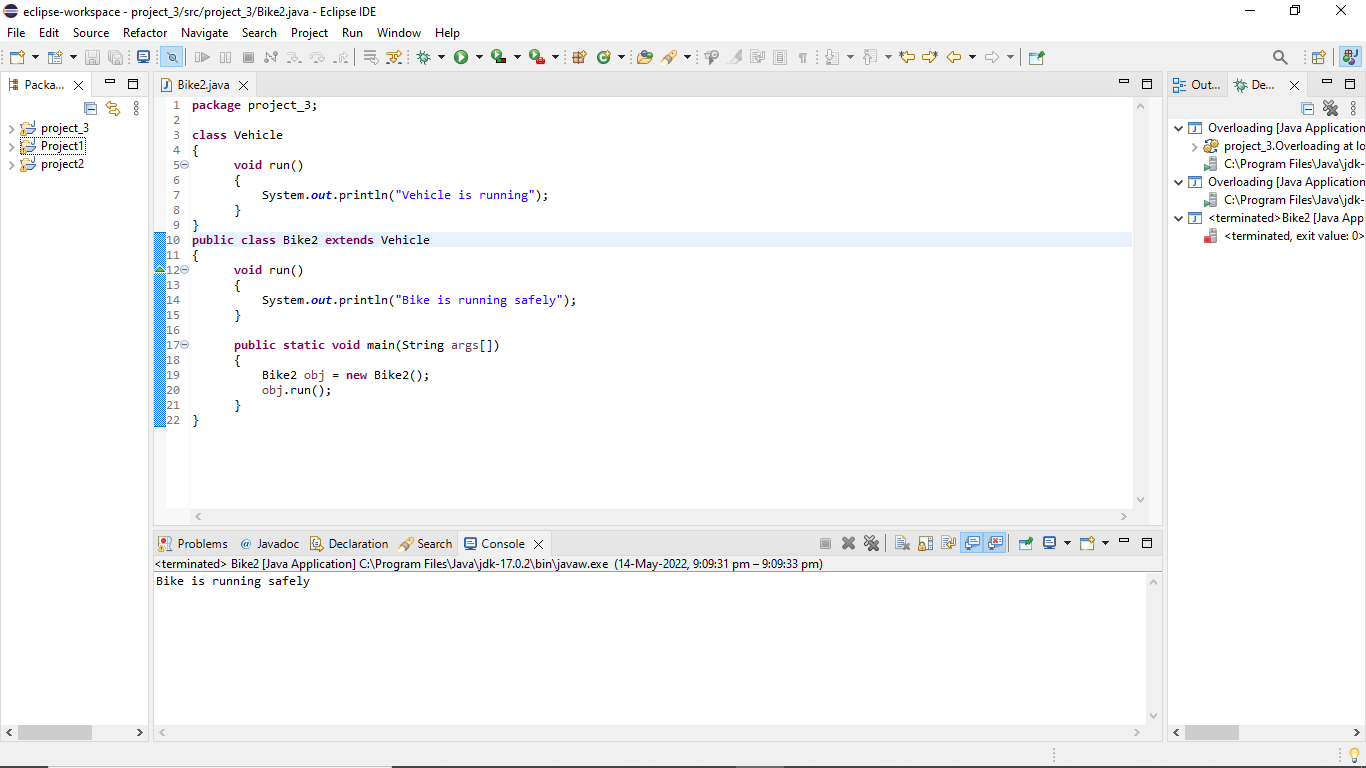 eclipse-workspace - project_3/src/project_3/Bike2.java - Eclipse IDE
File Edit Source Refactor Navigate Search Project Run Window Help
Packa...
project_3
Project1
project2
Bike2.java
1 package project_3;
2
3 class Vehicle
4 {
5 void run()
6 {
7 System.out.println("Vehicle is running");
8 }
9 }
10 public class Bike2 extends Vehicle
11 {
12 void run()
13 {
14 System.out.println("Bike is running safely");
15 }
16
17 public static void main(String args[])
18 {
19 Bike2 obj = new Bike2();
20 obj.run();
21 }
22 }
Out... De...
Overloading [Java Application
project_3.Overloading at lo
C:\Program Files\Java\jdk-
Overloading [Java Application
C:\Program Files\Java\jdk-
<terminated>Bike2 [Java App
<terminated, exit value: 0>
Problems @ Javadoc Declaration Search Console
<terminated> Bike2 [Java Application] C:\Program Files\Java\jdk-17.0.2\bin\javaw.exe (14-May-2022, 9:09:31 pm – 9:09:33 pm)
Bike is running safely